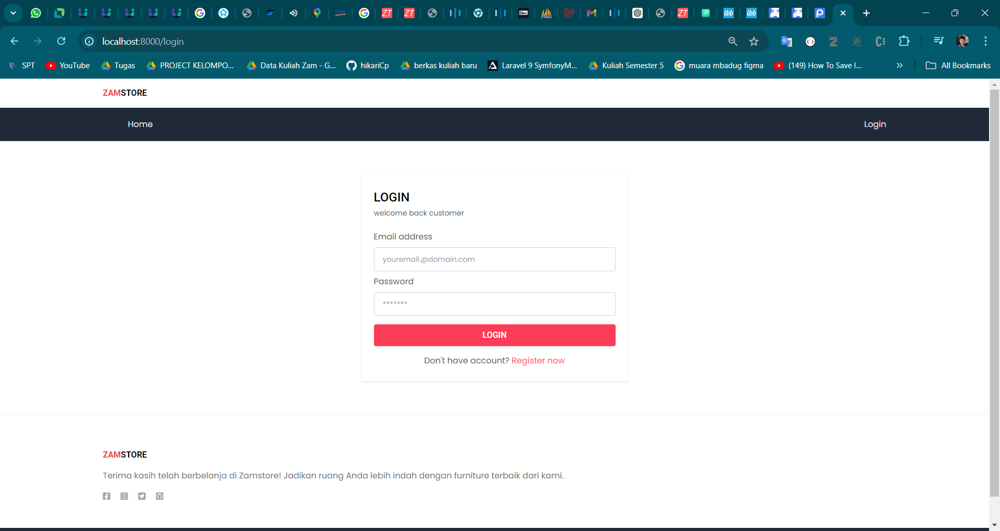 localhost:8000/login
SPT YouTube Tugas PROJECT KELOMPO... Data Kuliah Zam - G... hikariCp berkas kuliah baru Laravel 9 SymfonyM... Kuliah Semester 5 muara mbadug figma (149) How To Save I... » All Bookmarks
ZAMSTORE
Home Login
LOGIN
welcome back customer
Email address
youremail.@domain.com
Password
*******
LOGIN
Don't have account? Register now
ZAMSTORE
Terima kasih telah berbelanja di Zamstore! Jadikan ruang Anda lebih indah dengan furniture terbaik dari kami.